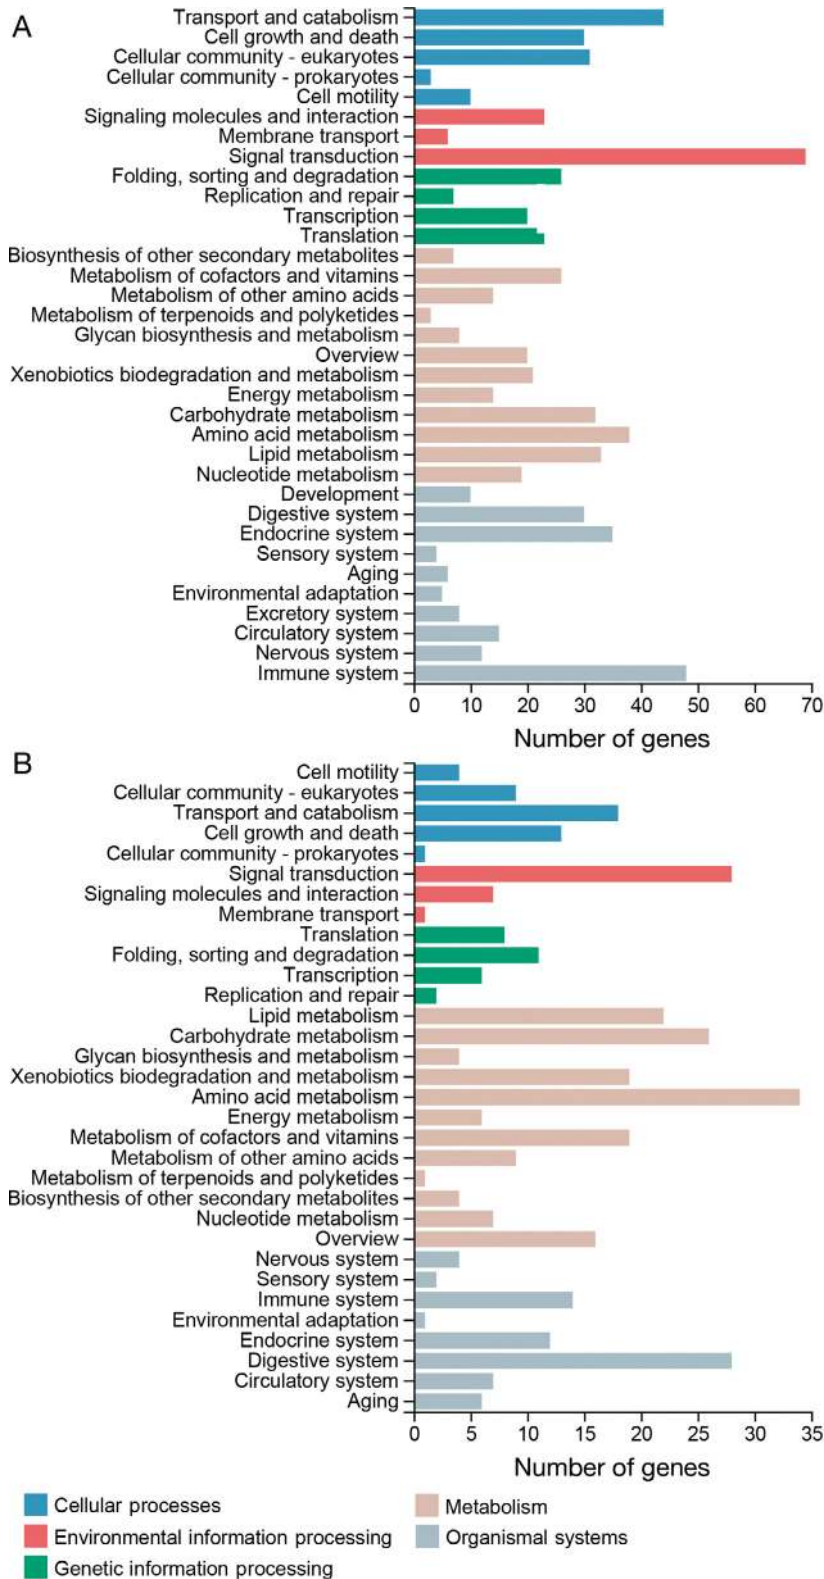 A
Transport and catabolism
Cell growth and death
Cellular community - eukaryotes
Cellular community - prokaryotes
Cell motility
Signaling molecules and interaction
Membrane transport
Signal transduction
Folding, sorting and degradation
Replication and repair
Transcription
Translation
Biosynthesis of other secondary metabolites
Metabolism of cofactors and vitamins
Metabolism of other amino acids
Metabolism of terpenoids and polyketides
Glycan biosynthesis and metabolism
Overview
Xenobiotics biodegradation and metabolism
Energy metabolism
Carbohydrate metabolism
Amino acid metabolism
Lipid metabolism
Nucleotide metabolism
Development
Digestive system
Endocrine system
Sensory system
Aging
Environmental adaptation
Excretory system
Circulatory system
Nervous system
Immune system
0 10 20 30 40 50 60 70
Number of genes
B
Cell motility
Cellular community - eukaryotes
Transport and catabolism
Cell growth and death
Cellular community - prokaryotes
Signal transduction
Signaling molecules and interaction
Membrane transport
Translation
Folding, sorting and degradation
Transcription
Replication and repair
Lipid metabolism
Carbohydrate metabolism
Glycan biosynthesis and metabolism
Xenobiotics biodegradation and metabolism
Amino acid metabolism
Energy metabolism
Metabolism of cofactors and vitamins
Metabolism of other amino acids
Metabolism of terpenoids and polyketides
Biosynthesis of other secondary metabolites
Nucleotide metabolism
Overview
Nervous system
Sensory system
Immune system
Environmental adaptation
Endocrine system
Digestive system
Circulatory system
Aging
0 5 10 15 20 25 30 35
Number of genes
Cellular processes
Environmental information processing
Genetic information processing
Metabolism
Organismal systems